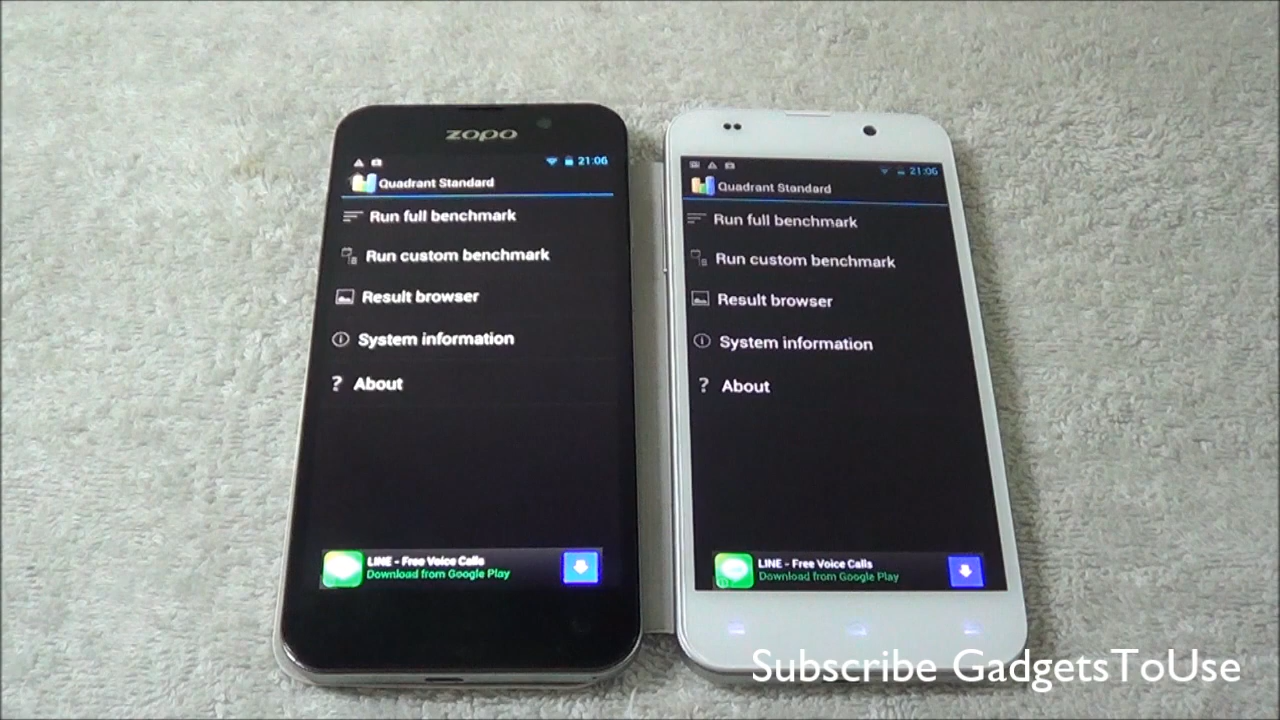 ZOPO
21:06
Quadrant Standard
Run full benchmark
Run custom benchmark
Result browser
System information
? About
LINE - Free Voice Calls
Download from Google Play
21:06
Quadrant Standard
Run full benchmark
Run custom benchmark
Result browser
System information
? About
LINE - Free Voice Calls
Download from Google Play
Subscribe GadgetsToUse